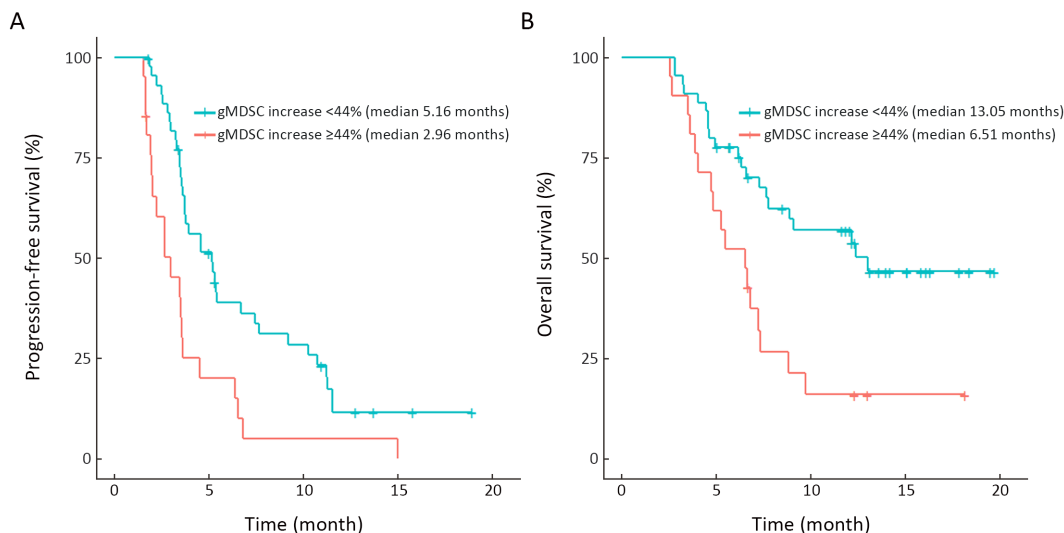 A
Progression-free survival (%)
100
75
50
25
0
gMDSC increase <44% (median 5.16 months)
gMDSC increase ≥44% (median 2.96 months)
0 5 10 15 20
Time (month)
B
Overall survival (%)
100
75
50
25
0
gMDSC increase <44% (median 13.05 months)
gMDSC increase ≥44% (median 6.51 months)
0 5 10 15 20
Time (month)